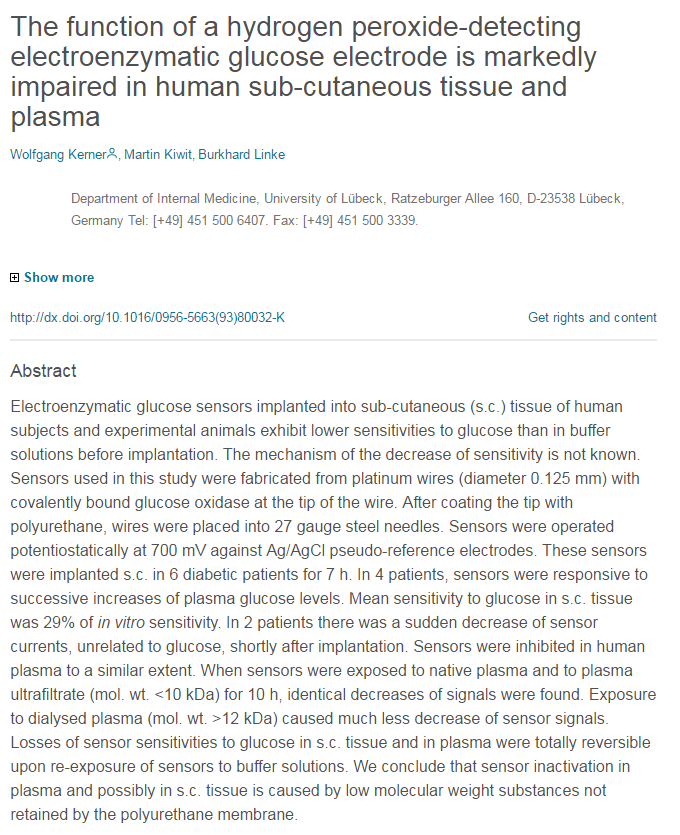 The function of a hydrogen peroxide-detecting
electroenzymatic glucose electrode is markedly
impaired in human sub-cutaneous tissue and
plasma
Wolfgang Kerner, Martin Kiwit, Burkhard Linke
Department of Internal Medicine, University of Lübeck, Ratzeburger Allee 160, D-23538 Lübeck,
Germany Tel: [+49] 451 500 6407. Fax: [+49] 451 500 3339.
Show more
http://dx.doi.org/10.1016/0956-5663(93)80032-K
Get rights and content
Abstract
Electroenzymatic glucose sensors implanted into sub-cutaneous (s.c.) tissue of human
subjects and experimental animals exhibit lower sensitivities to glucose than in buffer
solutions before implantation. The mechanism of the decrease of sensitivity is not known.
Sensors used in this study were fabricated from platinum wires (diameter 0.125 mm) with
covalently bound glucose oxidase at the tip of the wire. After coating the tip with
polyurethane, wires were placed into 27 gauge steel needles. Sensors were operated
potentiostatically at 700 mV against Ag/AgCl pseudo-reference electrodes. These sensors
were implanted s.c. in 6 diabetic patients for 7 h. In 4 patients, sensors were responsive to
successive increases of plasma glucose levels. Mean sensitivity to glucose in s.c. tissue
was 29% of in vitro sensitivity. In 2 patients there was a sudden decrease of sensor
currents, unrelated to glucose, shortly after implantation. Sensors were inhibited in human
plasma to a similar extent. When sensors were exposed to native plasma and to plasma
ultrafiltrate (mol. wt. <10 kDa) for 10 h, identical decreases of signals were found. Exposure
to dialysed plasma (mol. wt. >12 kDa) caused much less decrease of sensor signals.
Losses of sensor sensitivities to glucose in s.c. tissue and in plasma were totally reversible
upon re-exposure of sensors to buffer solutions. We conclude that sensor inactivation in
plasma and possibly in s.c. tissue is caused by low molecular weight substances not
retained by the polyurethane membrane.